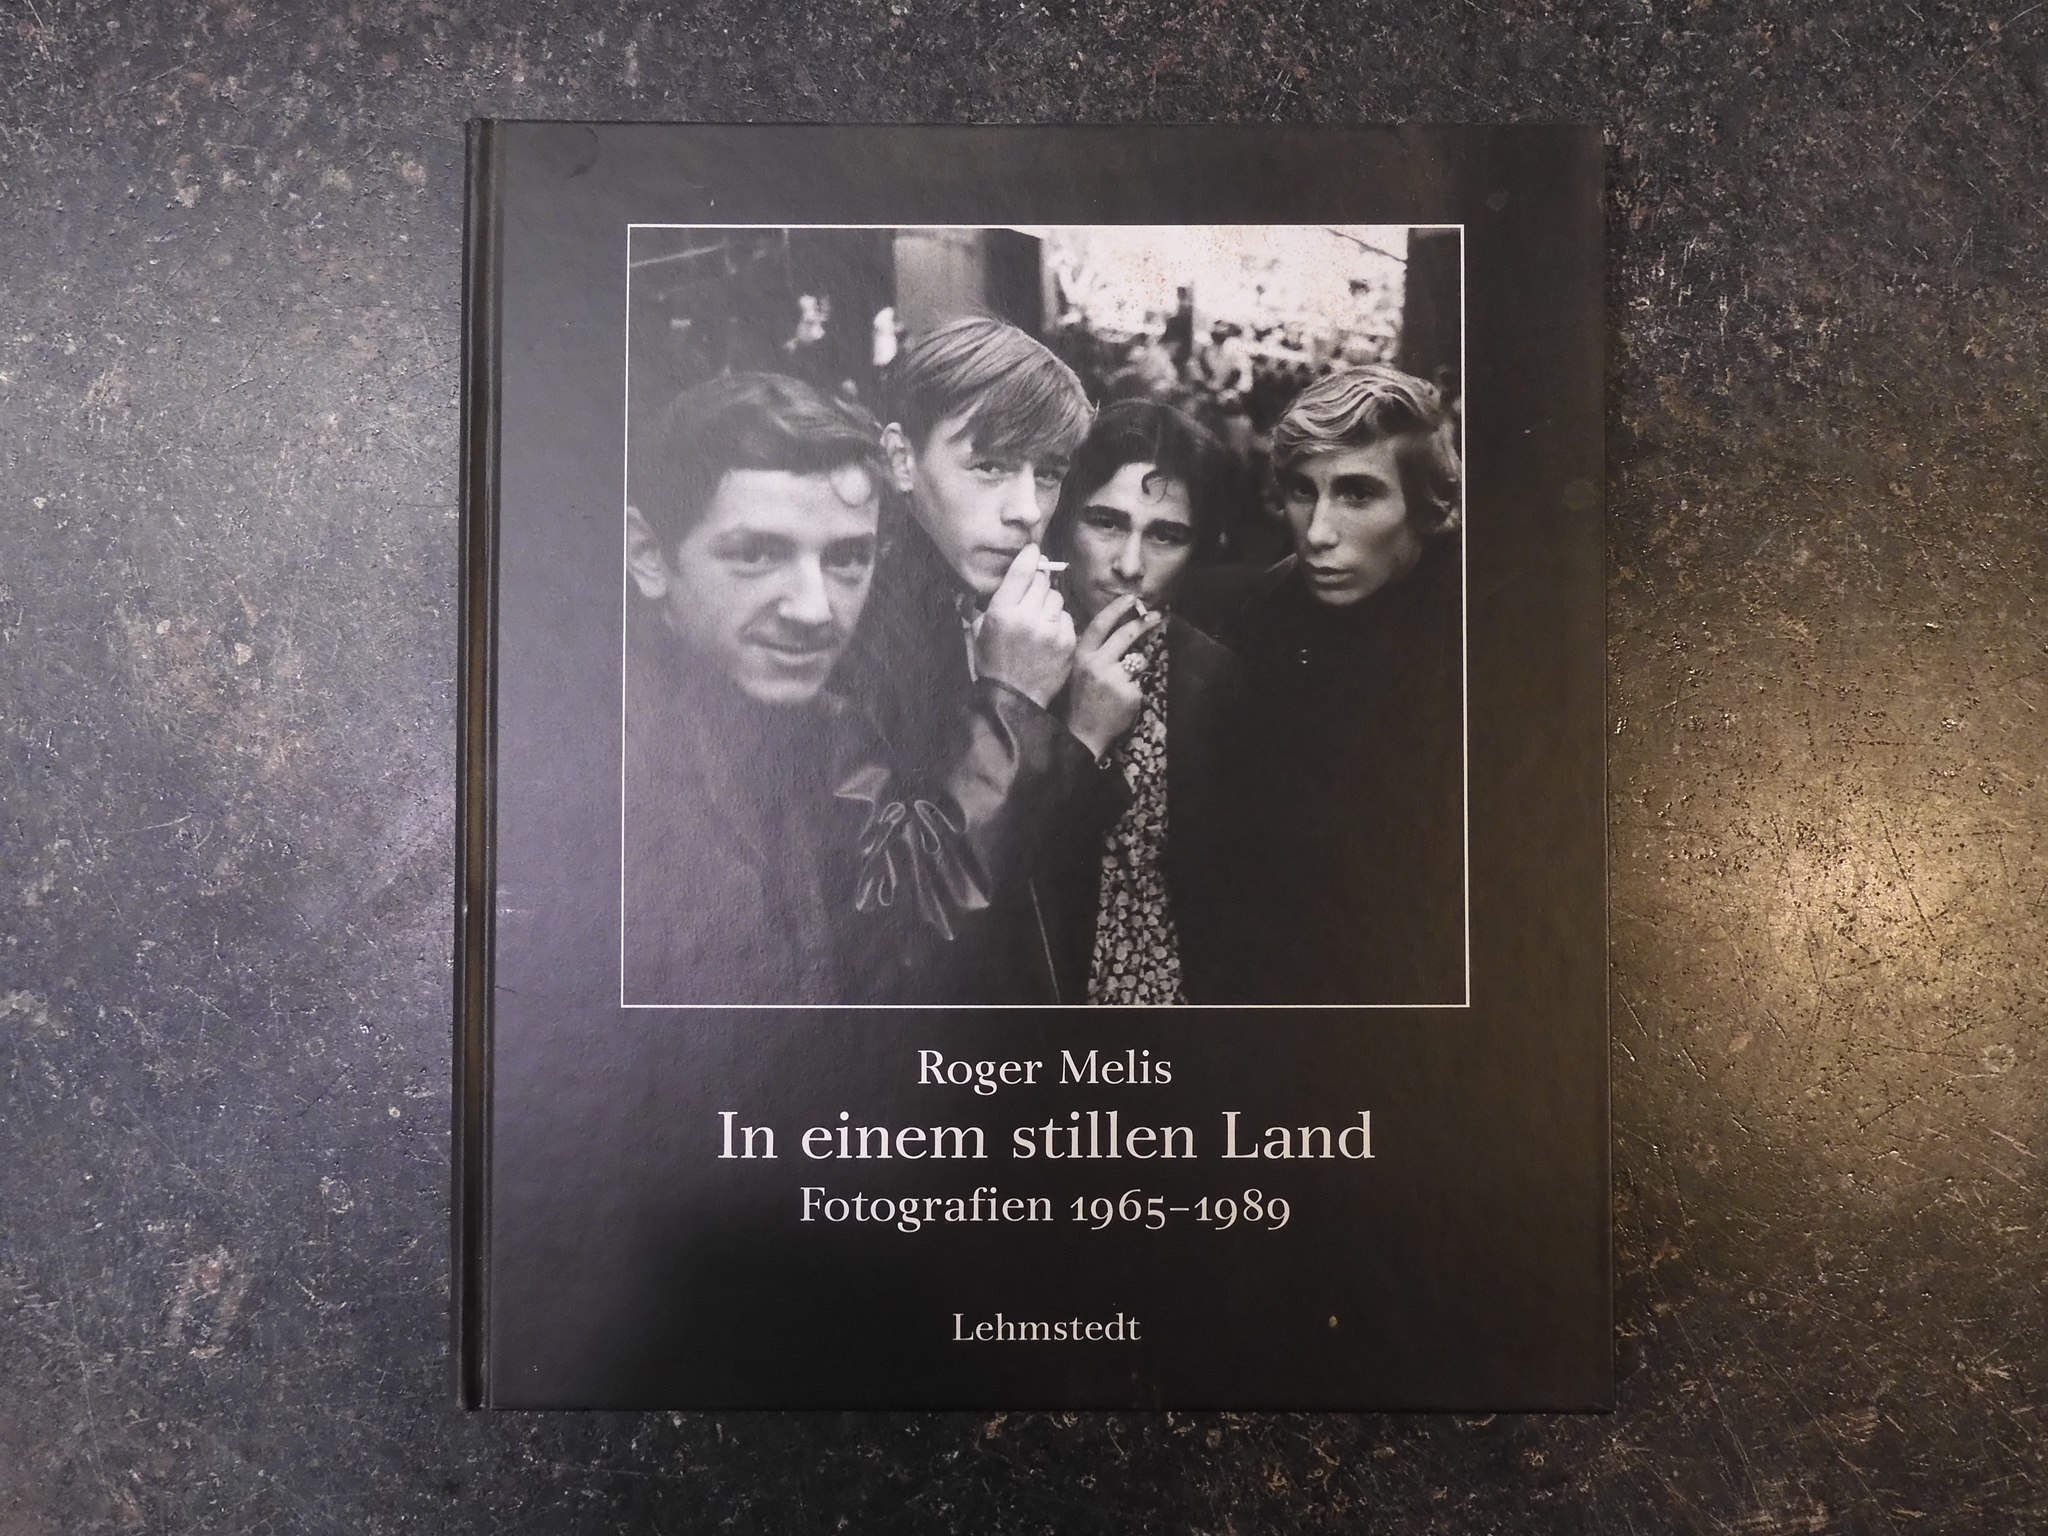 Roger Melis
In einem stillen Land
Fotografien 1965–1989
Lehmstedt